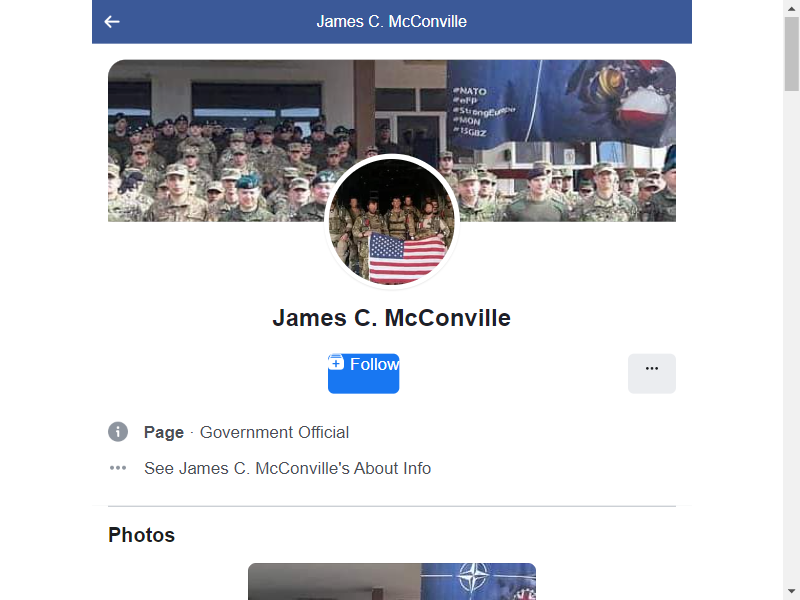 James C. McConville
#NATO
#eFP
#StrongEurope
#MON
#15GBZ
James C. McConville
Follow
...
Page · Government Official
See James C. McConville's About Info
Photos